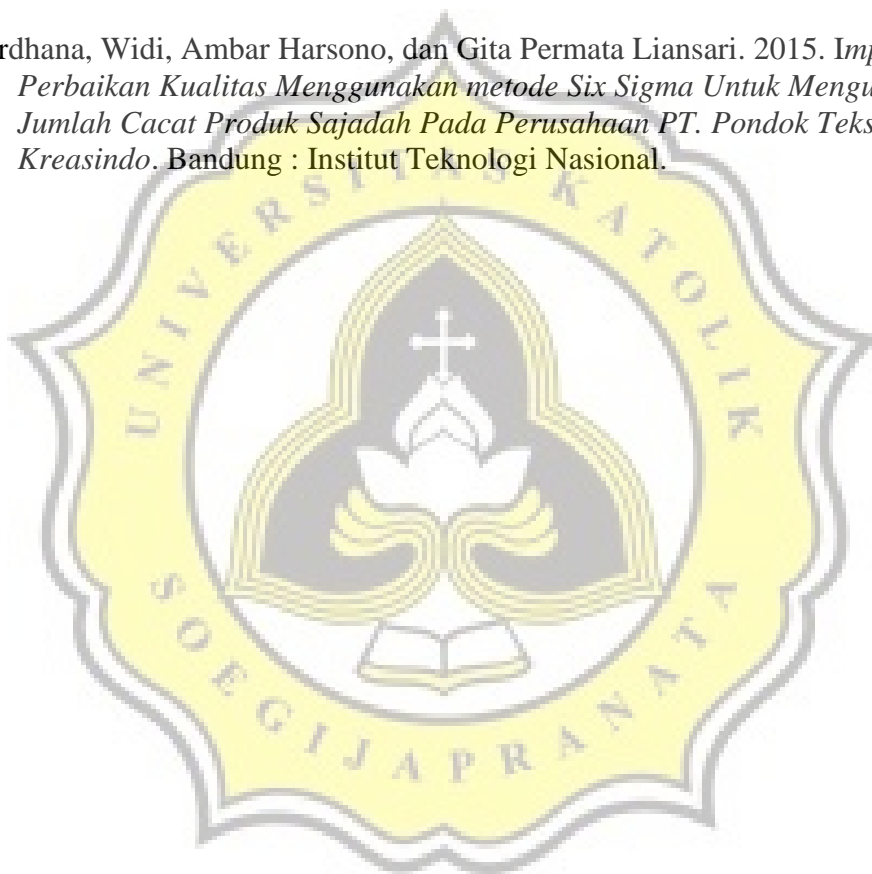 rdhana, Widi, Ambar Harsono, dan Gita Permata Liansari. 2015. Imp
Perbaikan Kualitas Menggunakan metode Six Sigma Untuk Mengu
Jumlah Cacat Produk Sajadah Pada Perusahaan PT. Pondok Teks
Kreasindo. Bandung : Institut Teknologi Nasional.
UNIVERSITAS KATOLIK
SOEGIJAPRANATA